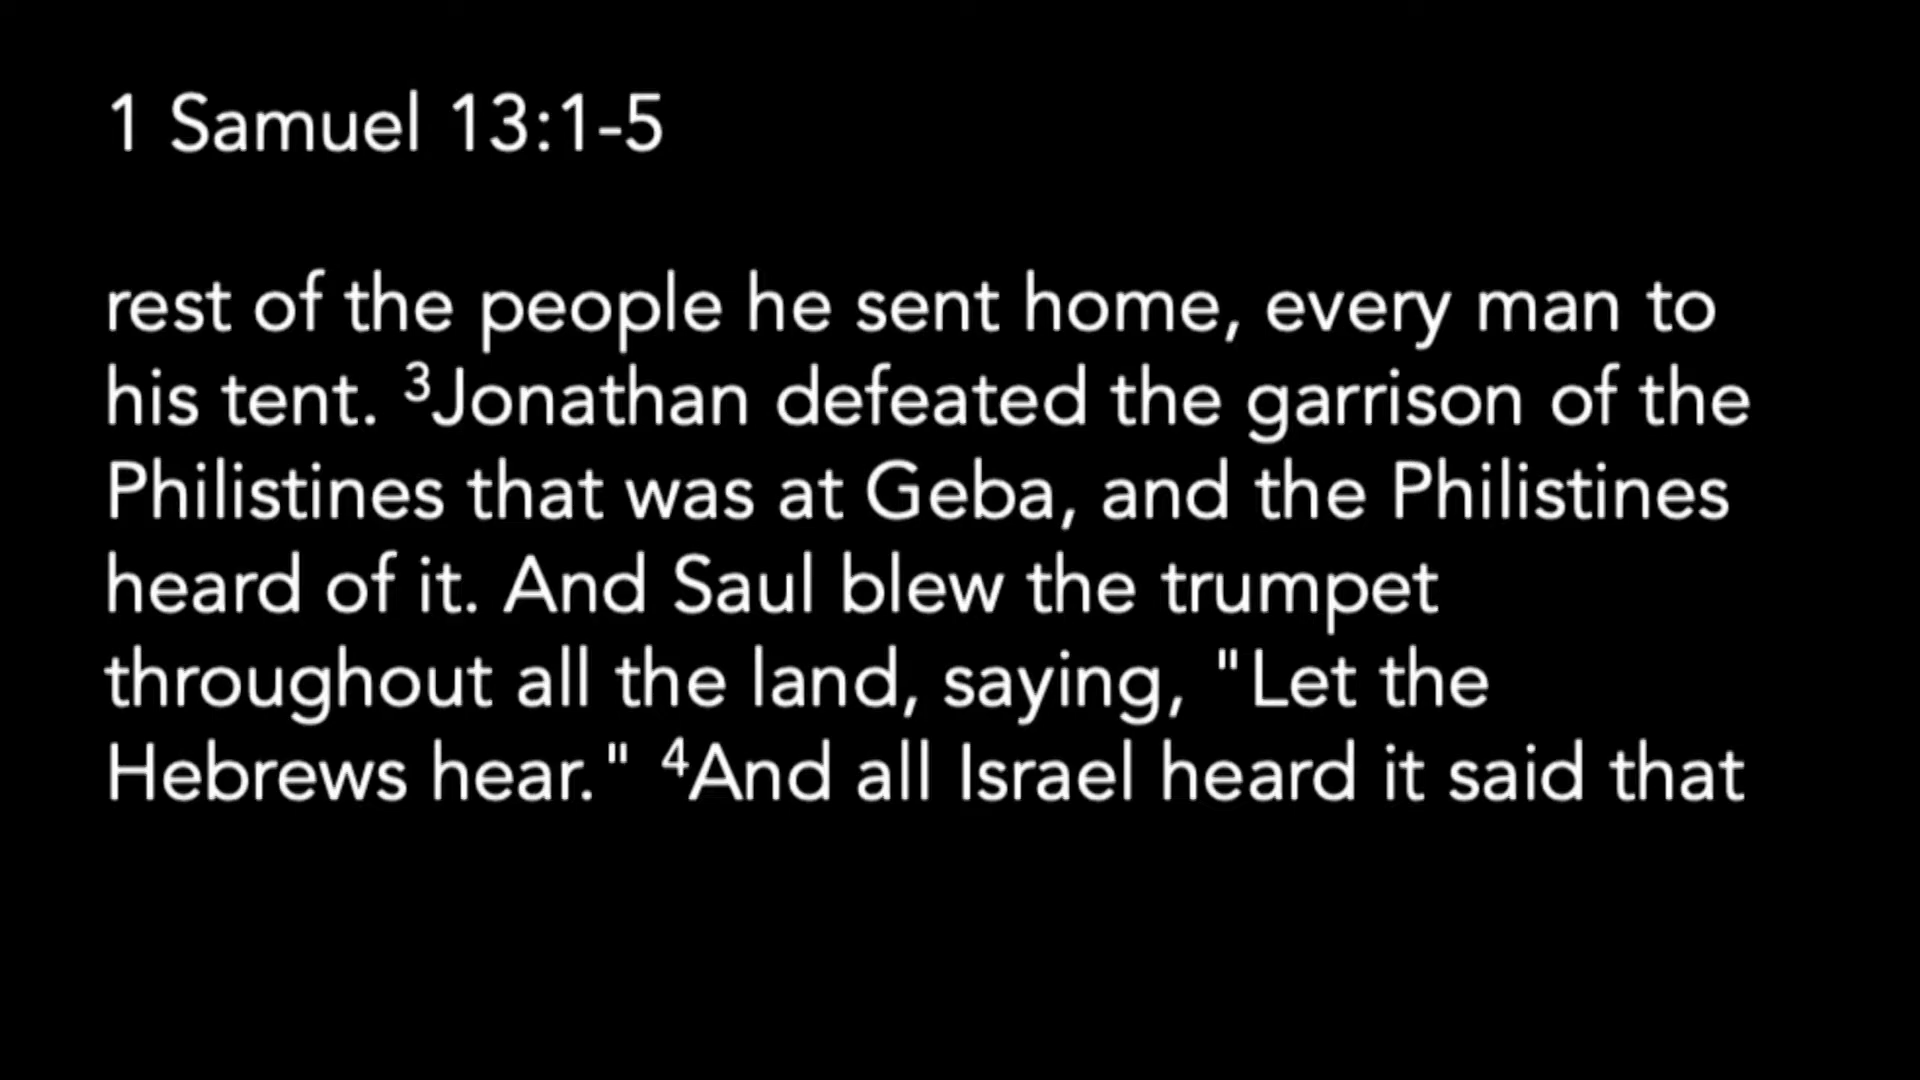 1 Samuel 13:1-5
rest of the people he sent home, every man to
his tent. ³Jonathan defeated the garrison of the
Philistines that was at Geba, and the Philistines
heard of it. And Saul blew the trumpet
throughout all the land, saying, "Let the
Hebrews hear." ⁴And all Israel heard it said that